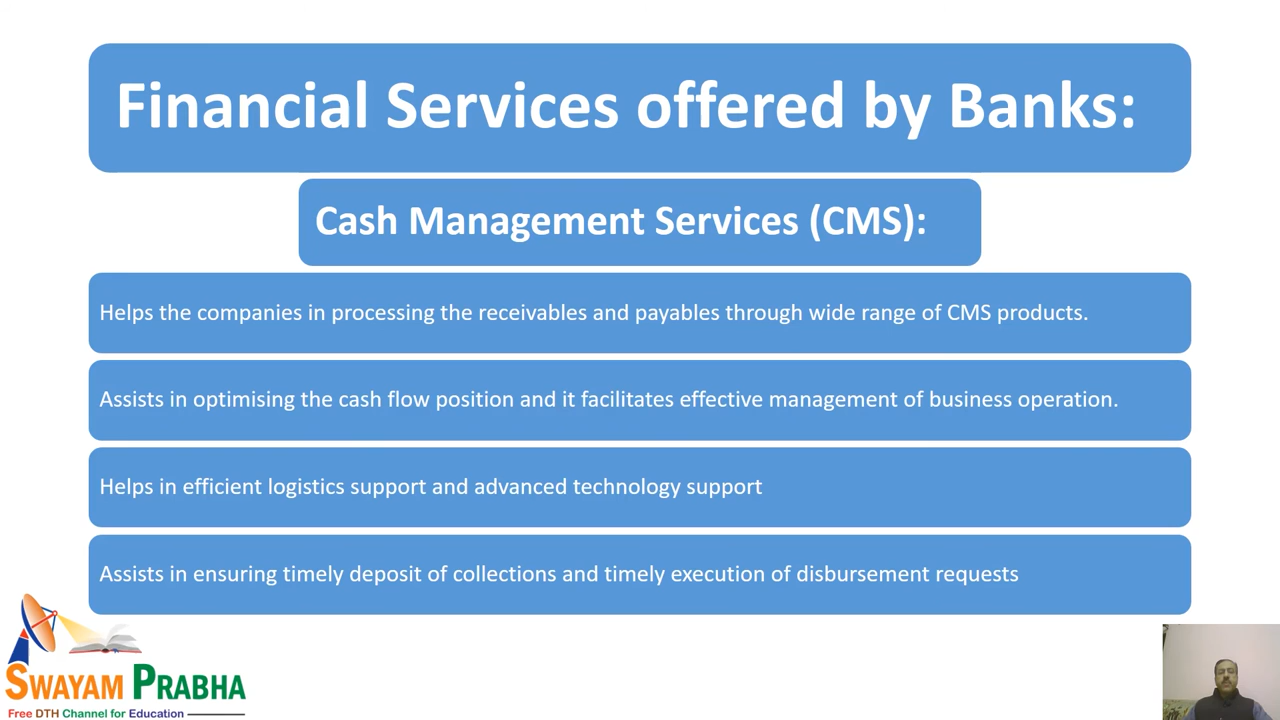 Financial Services offered by Banks:
Cash Management Services (CMS):
Helps the companies in processing the receivables and payables through wide range of CMS products.
Assists in optimising the cash flow position and it facilitates effective management of business operation.
Helps in efficient logistics support and advanced technology support
Assists in ensuring timely deposit of collections and timely execution of disbursement requests
SWAYAM PRABHA
Free DTH Channel for Education